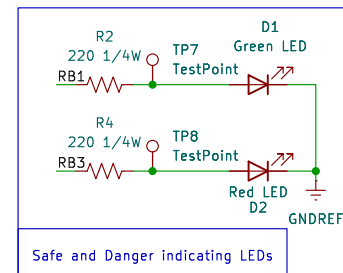 D1
R2
Green LED
220 1/4W
TP7
TestPoint
RB1
R4
220 1/4W
TP8
TestPoint
RB3
Red LED
D2
GNDREF
Safe and Danger indicating LEDs